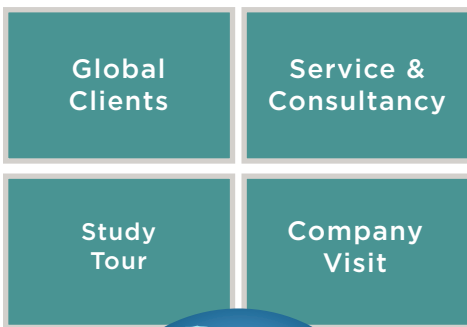 Global
Clients
Service &
Consultancy
Study
Tour
Company
Visit